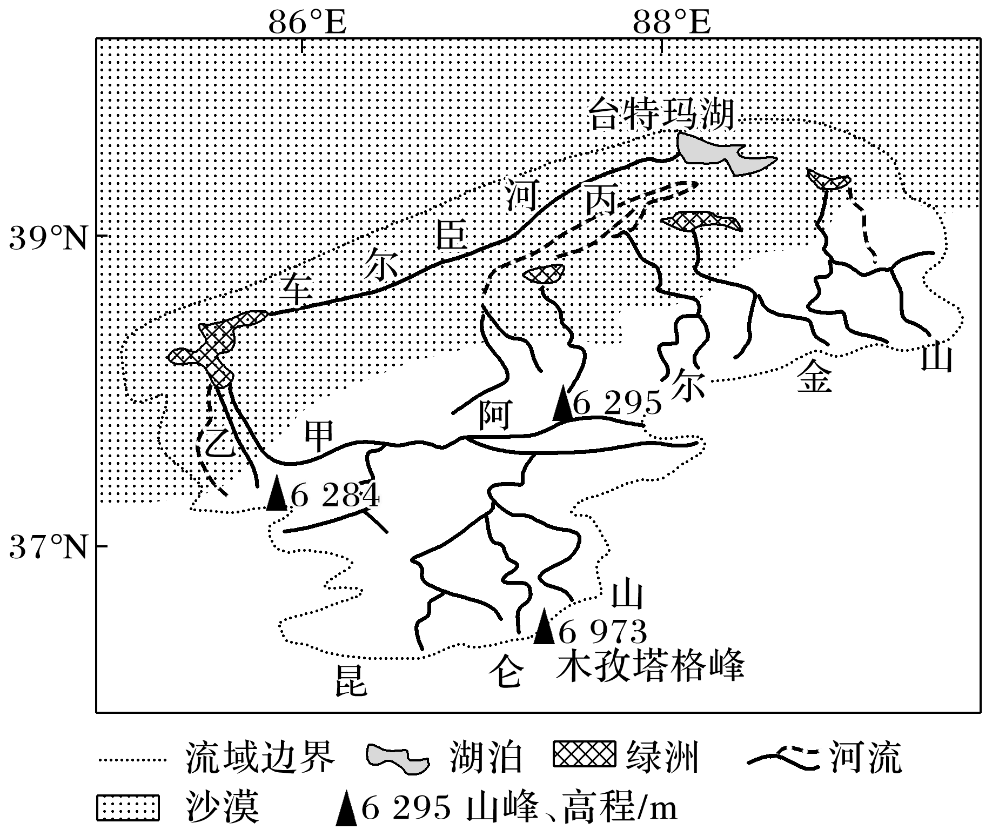 86°E 88°E
台特玛湖
河 丙
39°N
臣
尔
车
山
金
尔
6 295
阿
甲
乙
6 284
37°N
山
6 973
木孜塔格峰
仑
昆
流域边界 湖泊 绿洲 河流
沙漠 6 295 山峰、高程/m